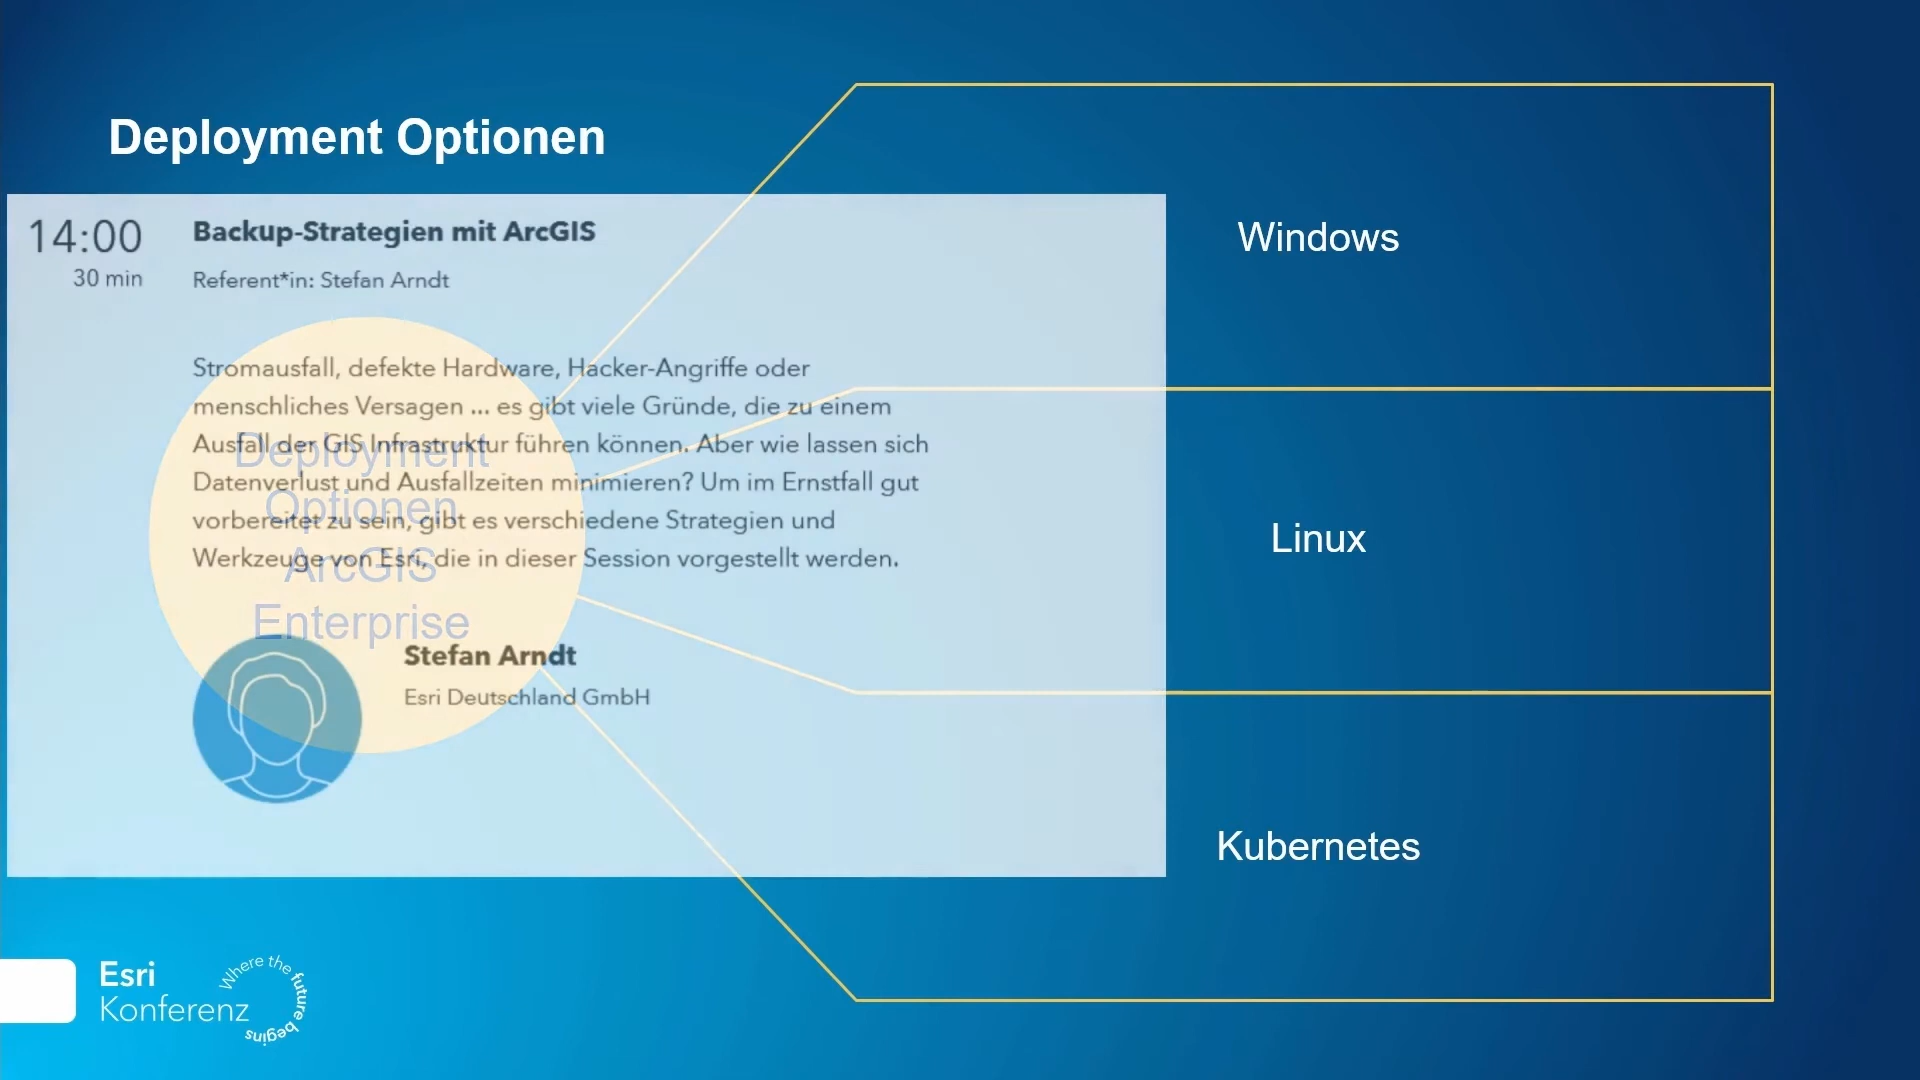 Deployment Optionen
14:00
30 min
Backup-Strategien mit ArcGIS
Referent*in: Stefan Arndt
Stromausfall, defekte Hardware, Hacker-Angriffe oder
menschliches Versagen ... es gibt viele Gründe, die zu einem
Ausfall der GIS Infrastruktur führen können. Aber wie lassen sich
Datenverlust und Ausfallzeiten minimieren? Um im Ernstfall gut
vorbereitet zu sein, gibt es verschiedene Strategien und
Werkzeuge von Esri, die in dieser Session vorgestellt werden.
Deployment
Optionen
ArcGIS
Enterprise
Stefan Arndt
Esri Deutschland GmbH
Windows
Linux
Kubernetes
Esri
Konferenz
Where the future begins